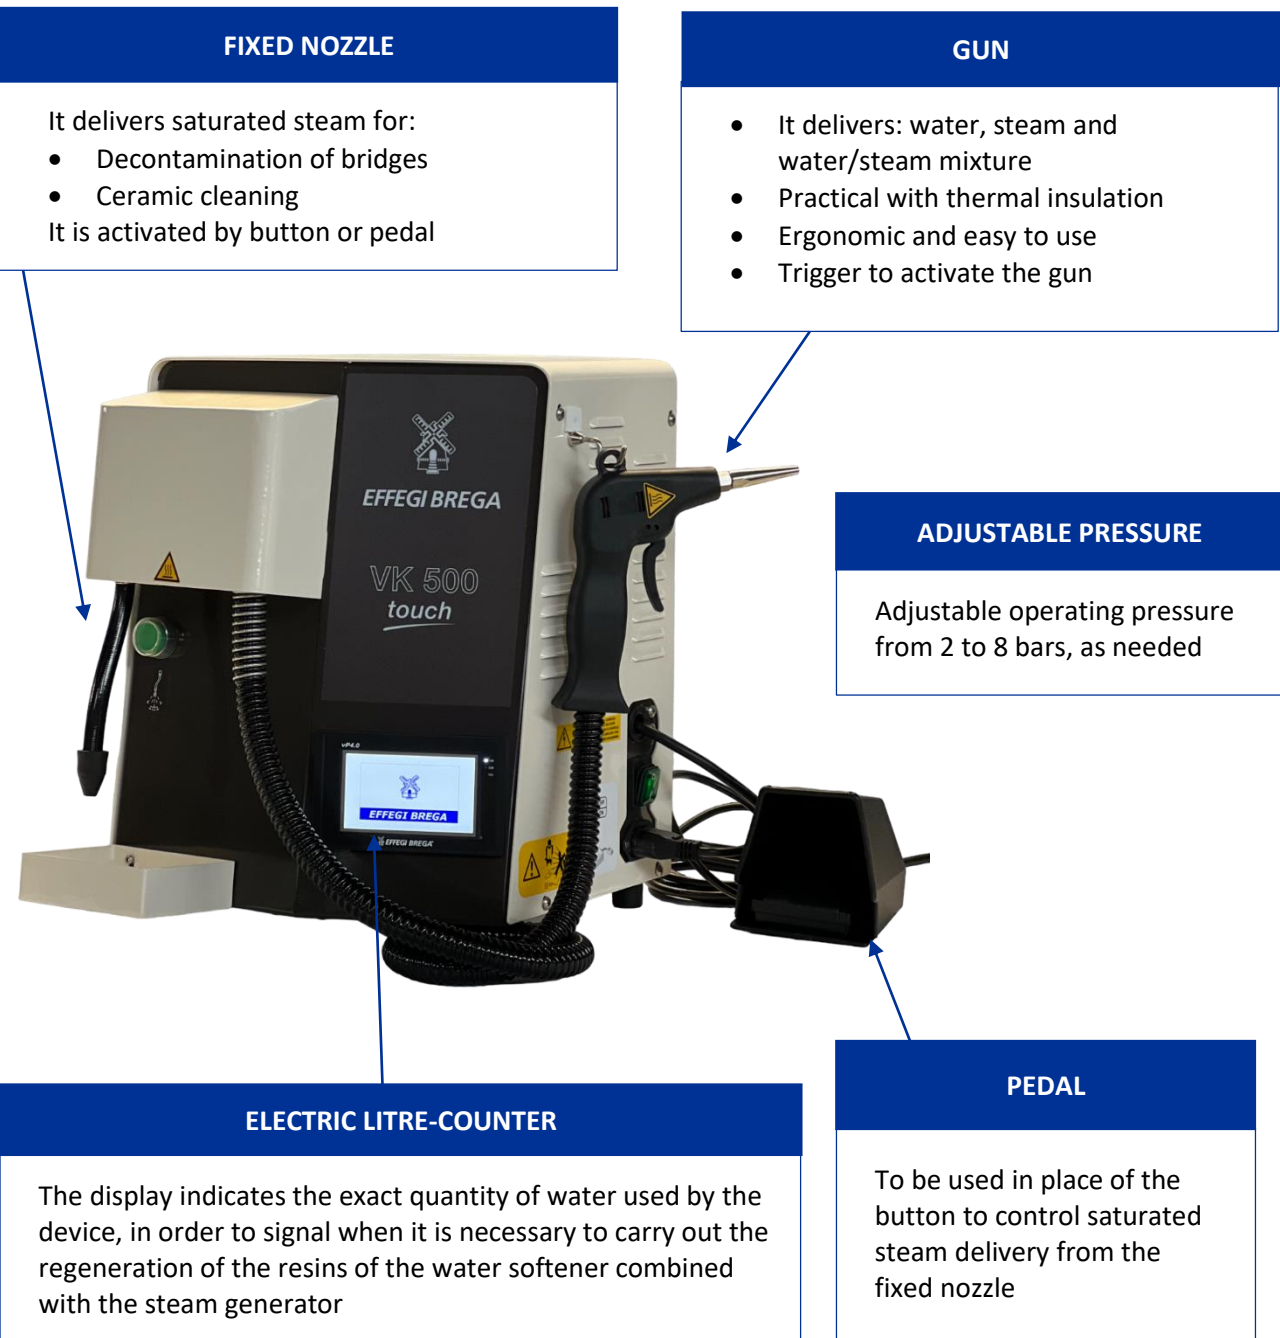 FIXED NOZZLE
It delivers saturated steam for:
• Decontamination of bridges
• Ceramic cleaning
It is activated by button or pedal
GUN
• It delivers: water, steam and
water/steam mixture
• Practical with thermal insulation
• Ergonomic and easy to use
• Trigger to activate the gun
EFFEGI BREGA
VK 500
touch
ADJUSTABLE PRESSURE
Adjustable operating pressure
from 2 to 8 bars, as needed
vP4.0
EFFEGI BREGA
EFFEGI BREGA
ELECTRIC LITRE-COUNTER
The display indicates the exact quantity of water used by the
device, in order to signal when it is necessary to carry out the
regeneration of the resins of the water softener combined
with the steam generator
PEDAL
To be used in place of the
button to control saturated
steam delivery from the
fixed nozzle